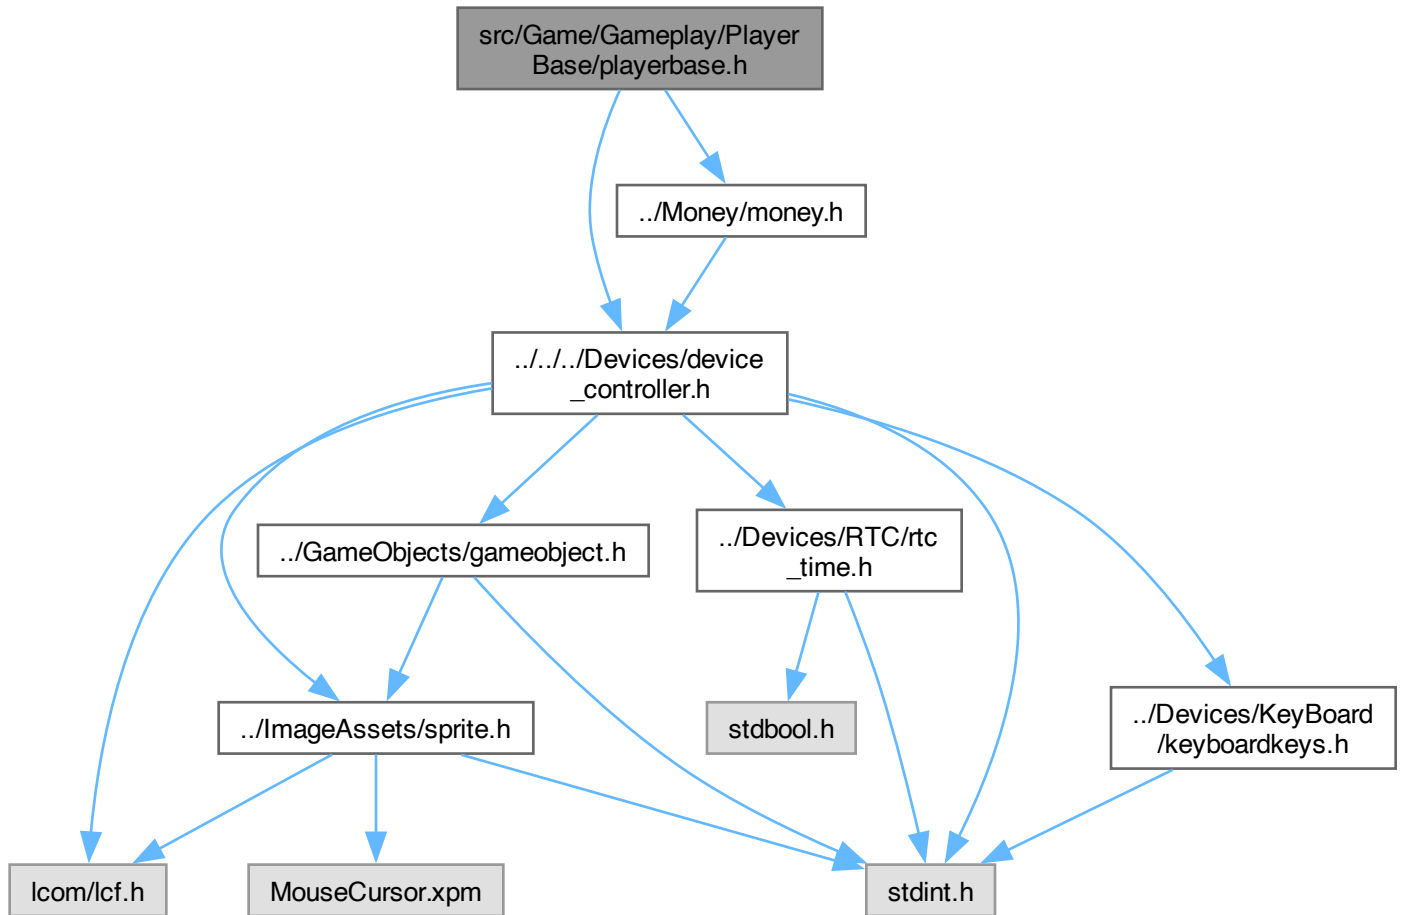 src/Game/Gameplay/Player
Base/playerbase.h
../Money/money.h
../../../Devices/device
_controller.h
../GameObjects/gameobject.h
../Devices/RTC/rtc
_time.h
../ImageAssets/sprite.h
stdbool.h
../Devices/KeyBoard
/keyboardkeys.h
lcom/lcf.h
MouseCursor.xpm
stdint.h